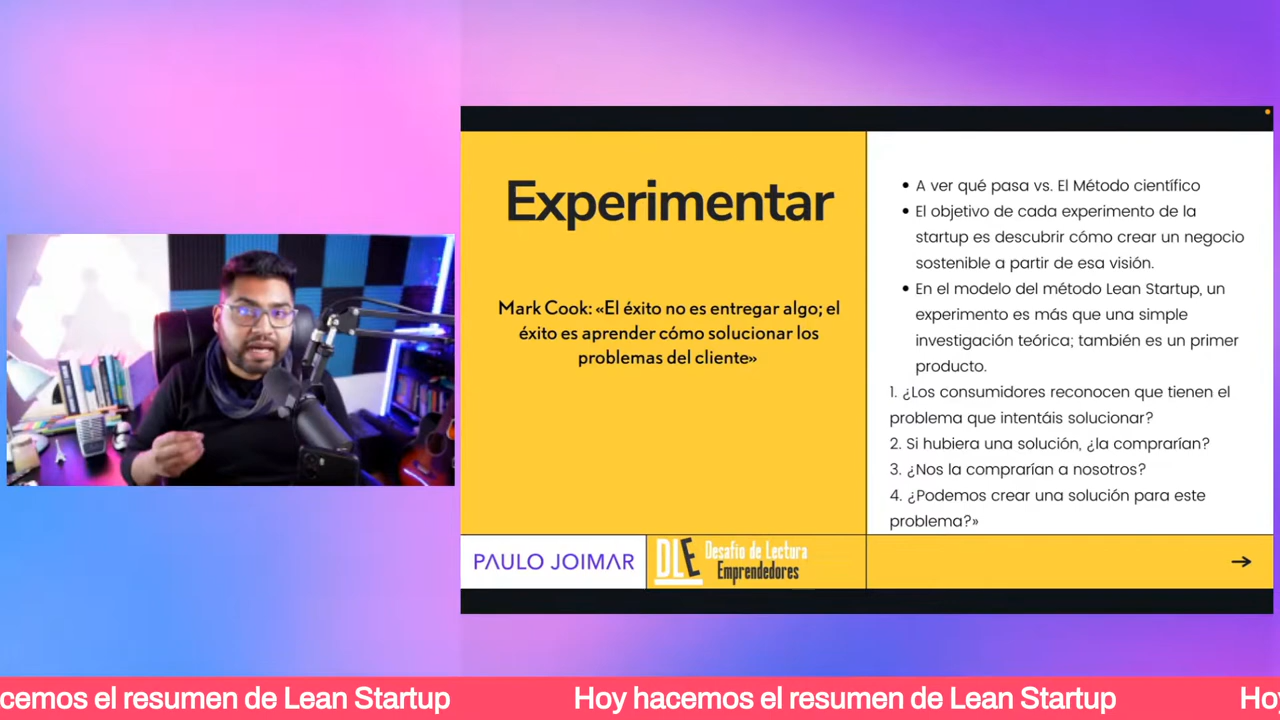 Experimentar
Mark Cook: «El éxito no es entregar algo; el
éxito es aprender cómo solucionar los
problemas del cliente»
• A ver qué pasa vs. El Método científico
• El objetivo de cada experimento de la
startup es descubrir cómo crear un negocio
sostenible a partir de esa visión.
• En el modelo del método Lean Startup, un
experimento es más que una simple
investigación teórica; también es un primer
producto.
1. ¿Los consumidores reconocen que tienen el
problema que intentáis solucionar?
2. Si hubiera una solución, ¿la comprarían?
3. ¿Nos la comprarían a nosotros?
4. ¿Podemos crear una solución para este
problema?»
PAULO JOIMAR
DLE Desafío de Lectura
Emprendedores
cemos el resumen de Lean Startup Hoy hacemos el resumen de Lean Startup Hoy